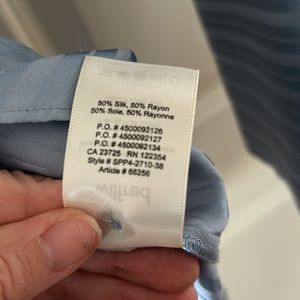 50% Silk, 50% Rayon
50% Soie, 50% Rayonne
P.O. # 4500092126
P.O. # 4500092127
P.O. # 4500092134
CA 23725 RN 122354
Style # SPP4-2710-38
Article # 68256
wilfred